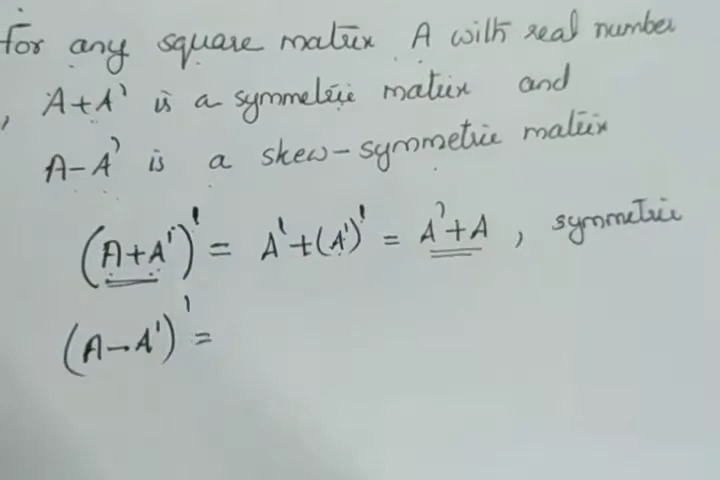 for any square matrix A with real number
, A+A' is a symmetric matrix and
A-A' is a skew-symmetric matrix
(A+A')' = A'+(A')' = A'+A , symmetric
(A-A')' =